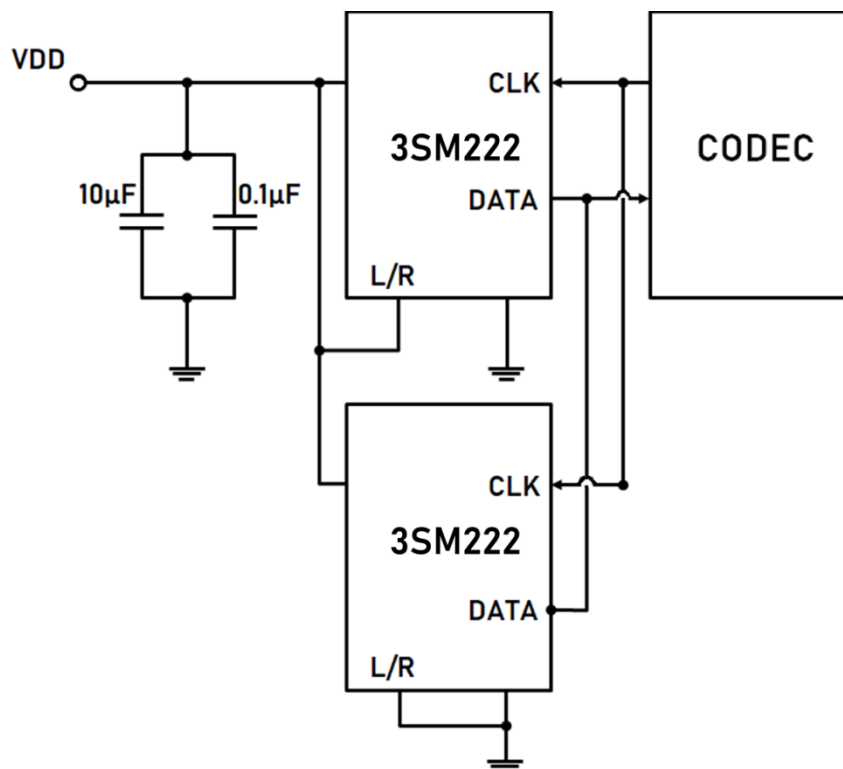 VDD
10µF
0.1µF
CLK
3SM222
DATA
L/R
CODEC
CLK
3SM222
DATA
L/R